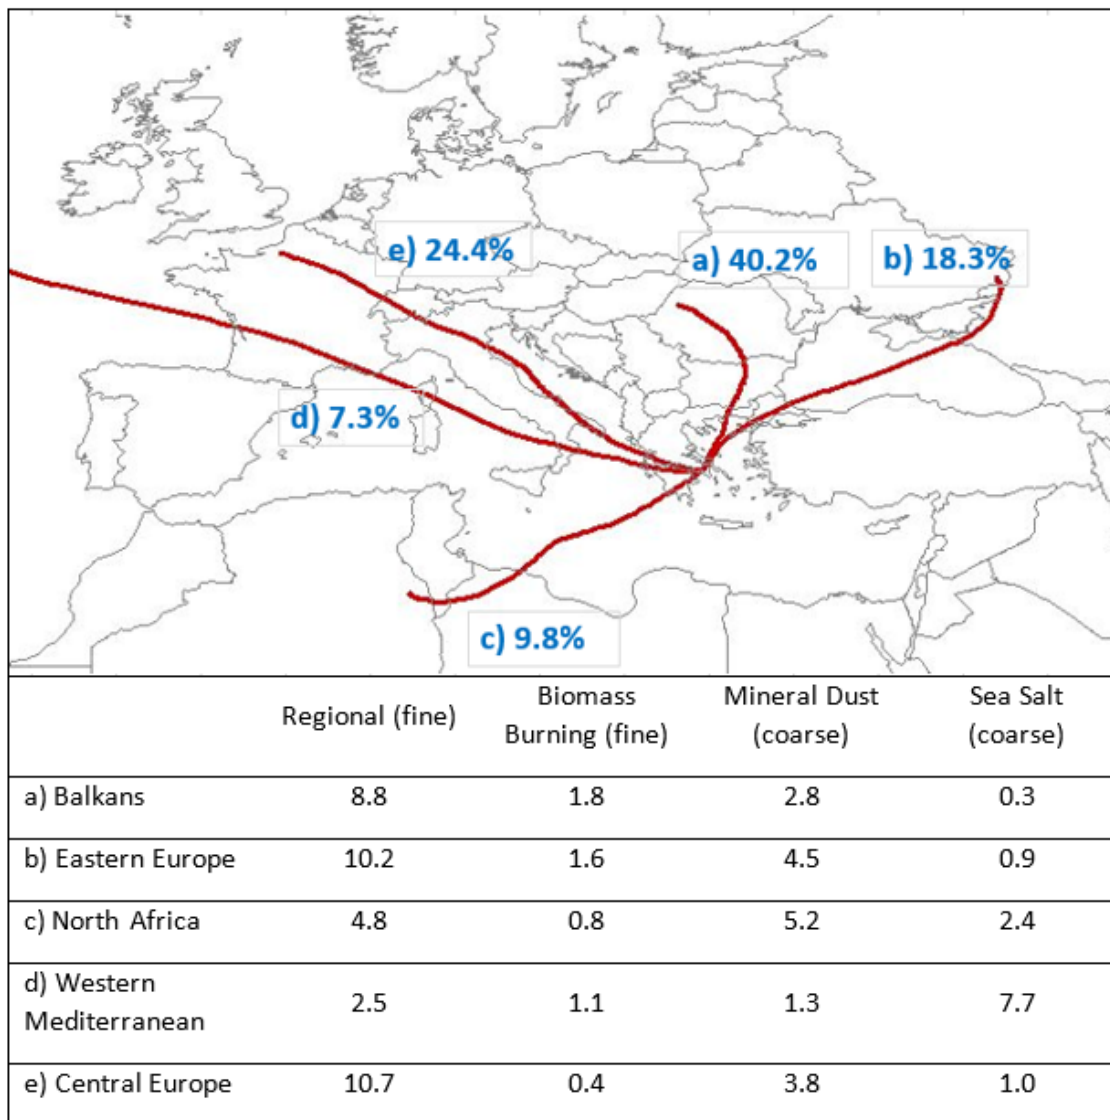 e) 24.4%
a) 40.2%
b) 18.3%
d) 7.3%
c) 9.8%
Regional (fine)
Biomass
Burning (fine)
Mineral Dust
(coarse)
Sea Salt
(coarse)
a) Balkans 8.8 1.8 2.8 0.3
b) Eastern Europe 10.2 1.6 4.5 0.9
c) North Africa 4.8 0.8 5.2 2.4
d) Western
Mediterranean 2.5 1.1 1.3 7.7
e) Central Europe 10.7 0.4 3.8 1.0